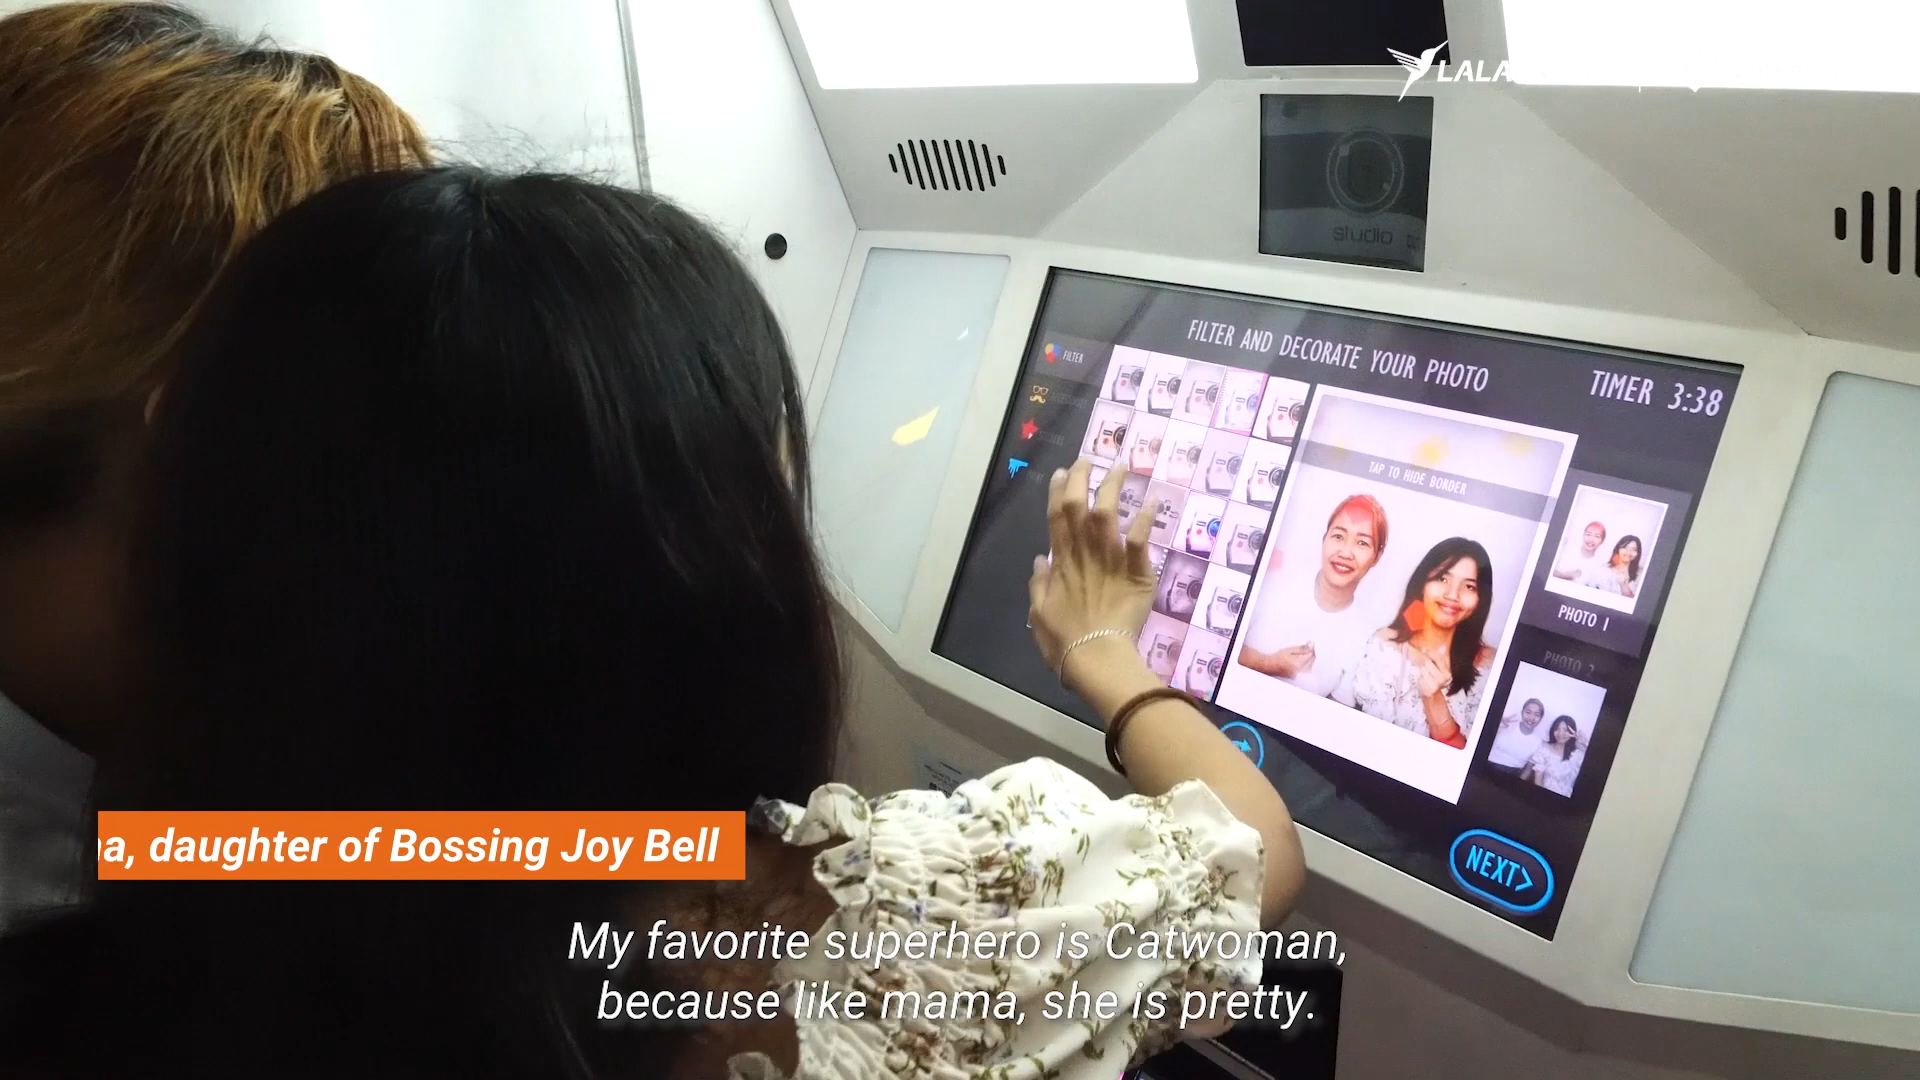 LALA
studio
FILTER AND DECORATE YOUR PHOTO
TIMER 3:38
FILTER
TAP TO HIDE BORDER
PHOTO 1
PHOTO 2
NEXT>
a, daughter of Bossing Joy Bell
My favorite superhero is Catwoman,
because like mama, she is pretty.